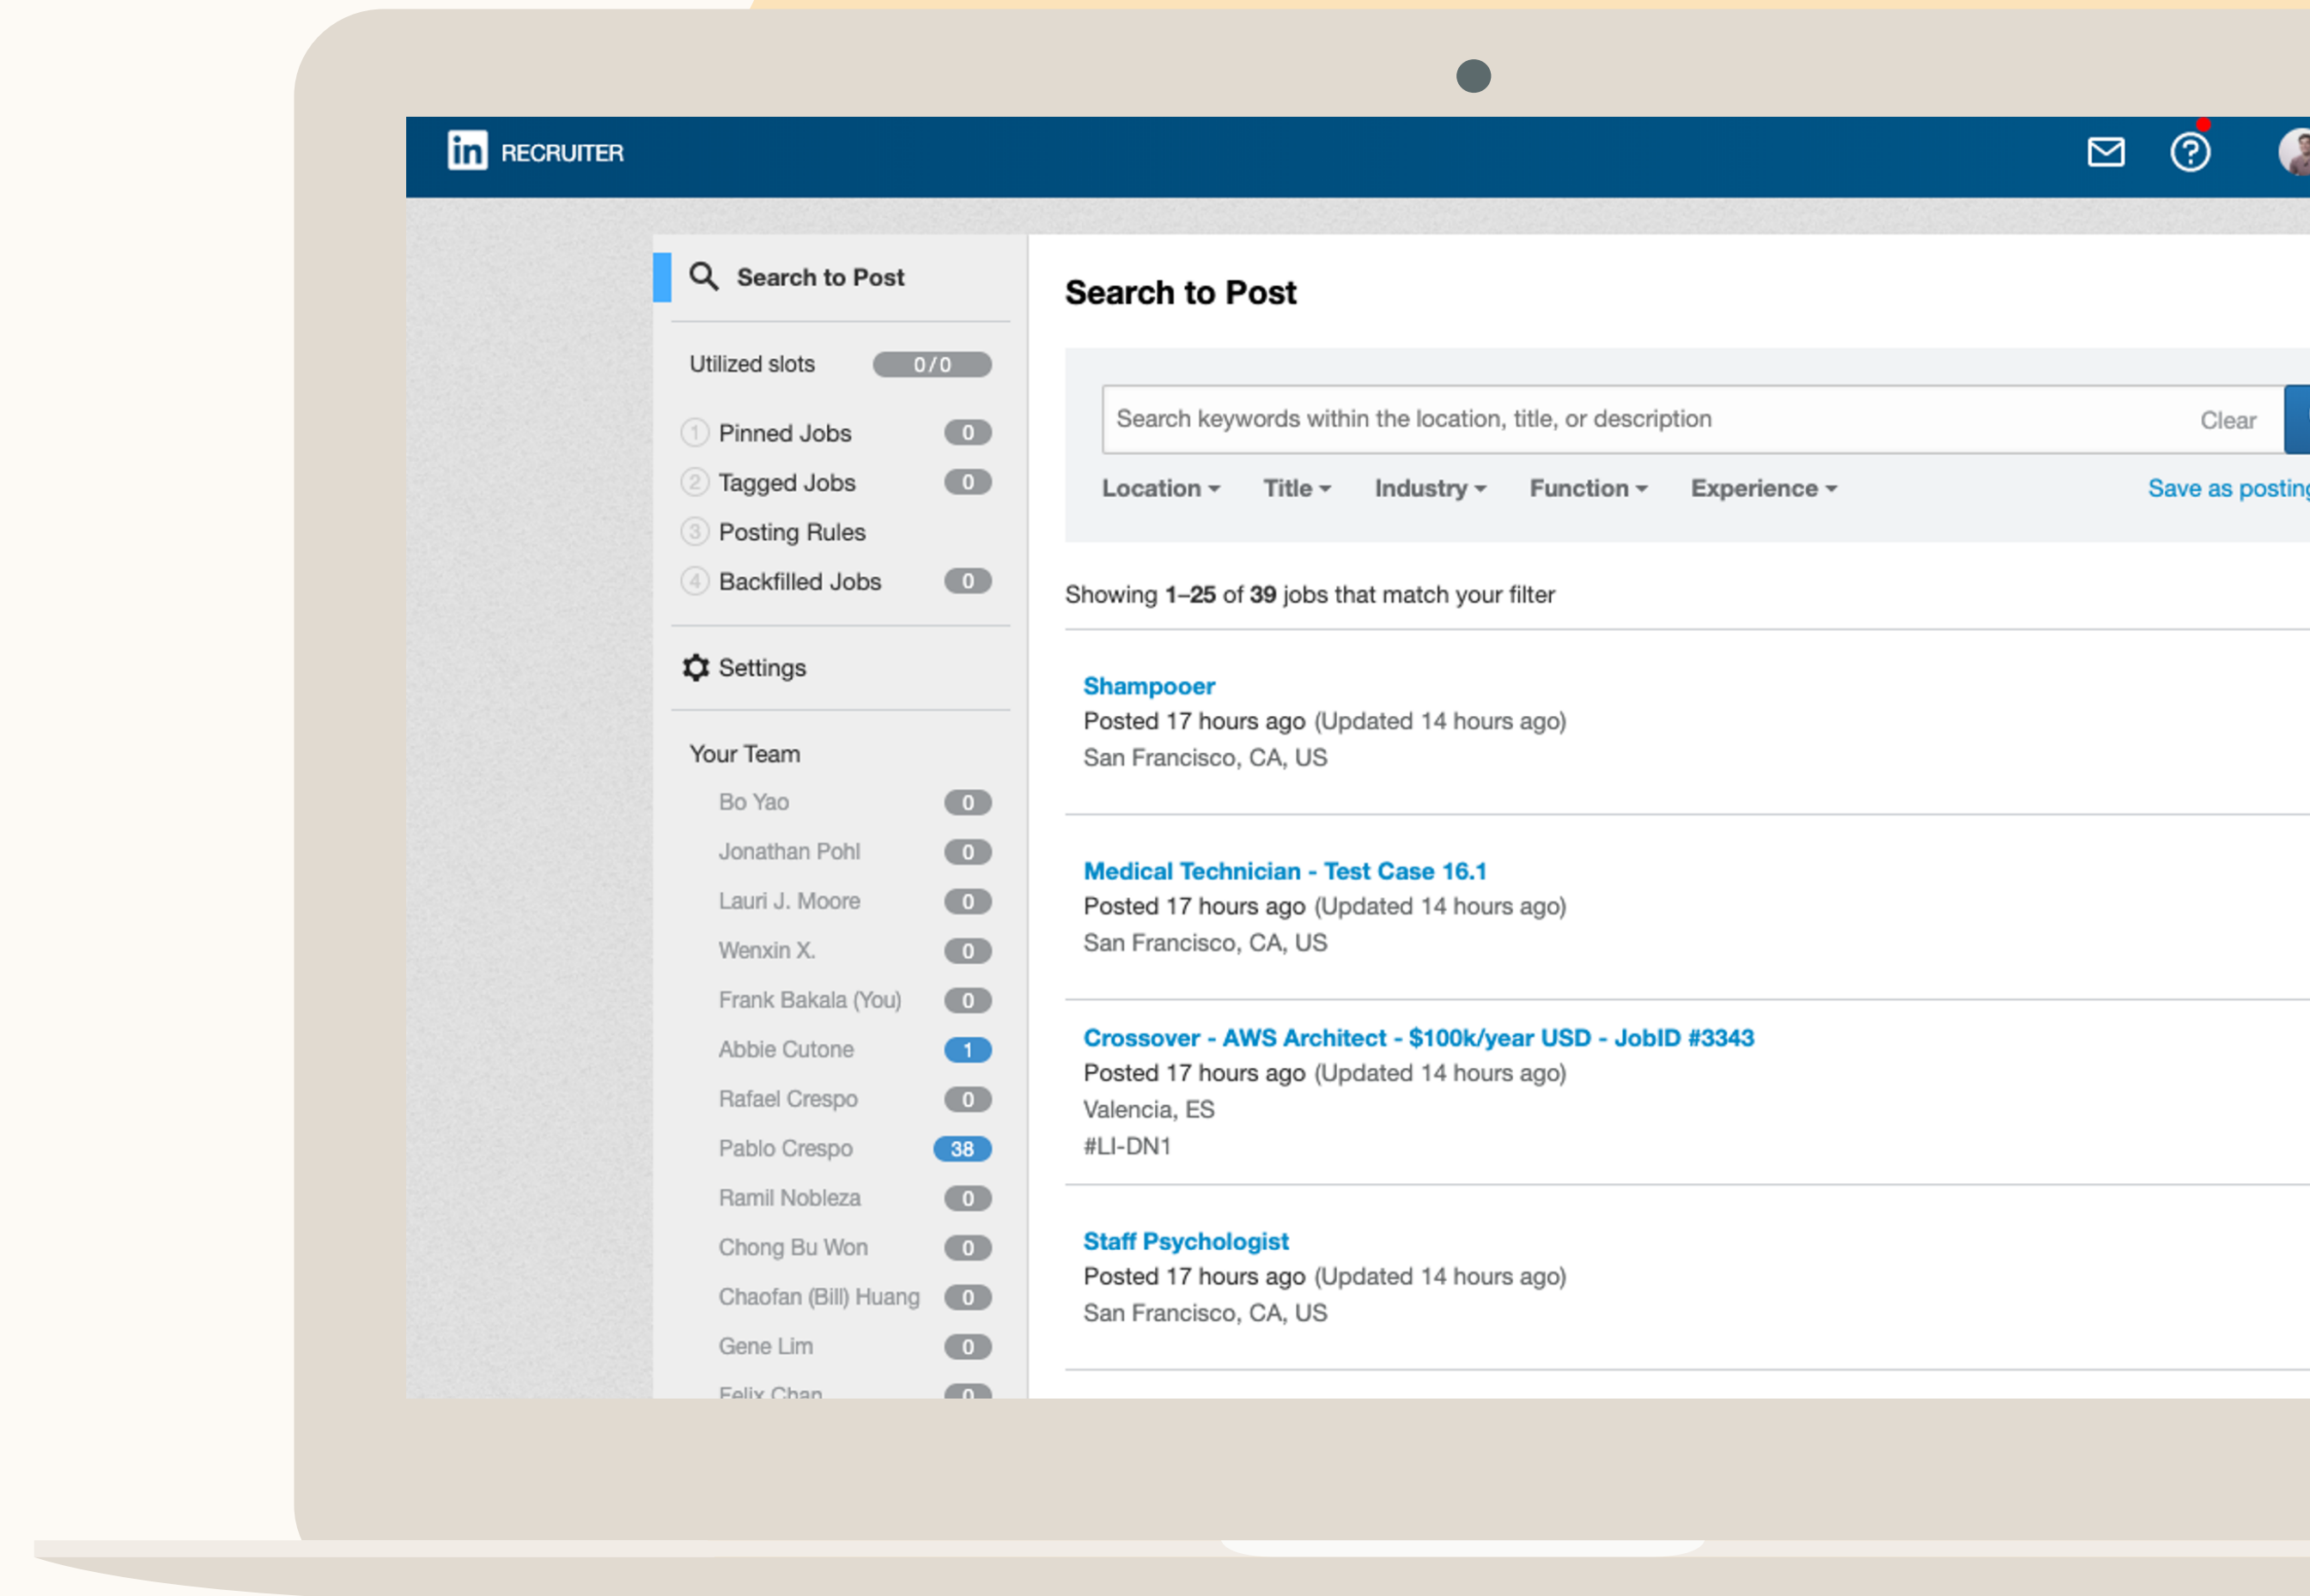 in RECRUITER
Search to Post
Utilized slots 0/0
1 Pinned Jobs 0
2 Tagged Jobs 0
3 Posting Rules
4 Backfilled Jobs 0
Settings
Your Team
Bo Yao 0
Jonathan Pohl 0
Lauri J. Moore 0
Wenxin X. 0
Frank Bakala (You) 0
Abbie Cutone 1
Rafael Crespo 0
Pablo Crespo 38
Ramil Nobleza 0
Chong Bu Won 0
Chaofan (Bill) Huang 0
Gene Lim 0
Felix Chan 0
Search to Post
Search keywords within the location, title, or description Clear
Location Title Industry Function Experience Save as posting
Showing 1–25 of 39 jobs that match your filter
Shampooer
Posted 17 hours ago (Updated 14 hours ago)
San Francisco, CA, US
Medical Technician - Test Case 16.1
Posted 17 hours ago (Updated 14 hours ago)
San Francisco, CA, US
Crossover - AWS Architect - $100k/year USD - JobID #3343
Posted 17 hours ago (Updated 14 hours ago)
Valencia, ES
#LI-DN1
Staff Psychologist
Posted 17 hours ago (Updated 14 hours ago)
San Francisco, CA, US